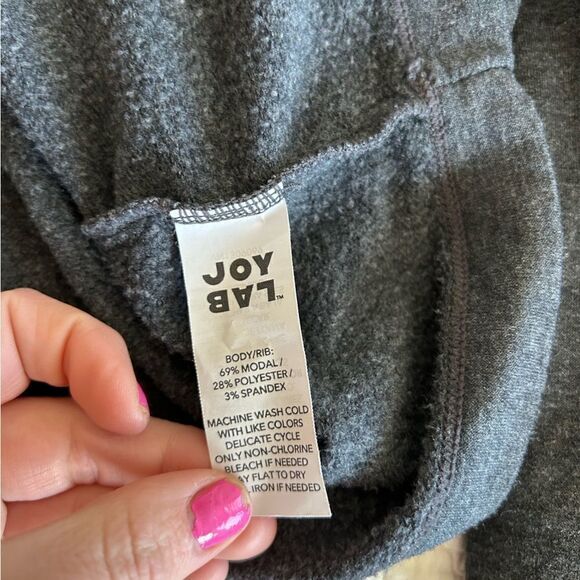 JOY
LAB™
BODY/RIB:
69% MODAL/
28% POLYESTER/
3% SPANDEX
MACHINE WASH COLD
WITH LIKE COLORS
DELICATE CYCLE
ONLY NON-CHLORINE
BLEACH IF NEEDED
FLAT TO DRY
IRON IF NEEDED